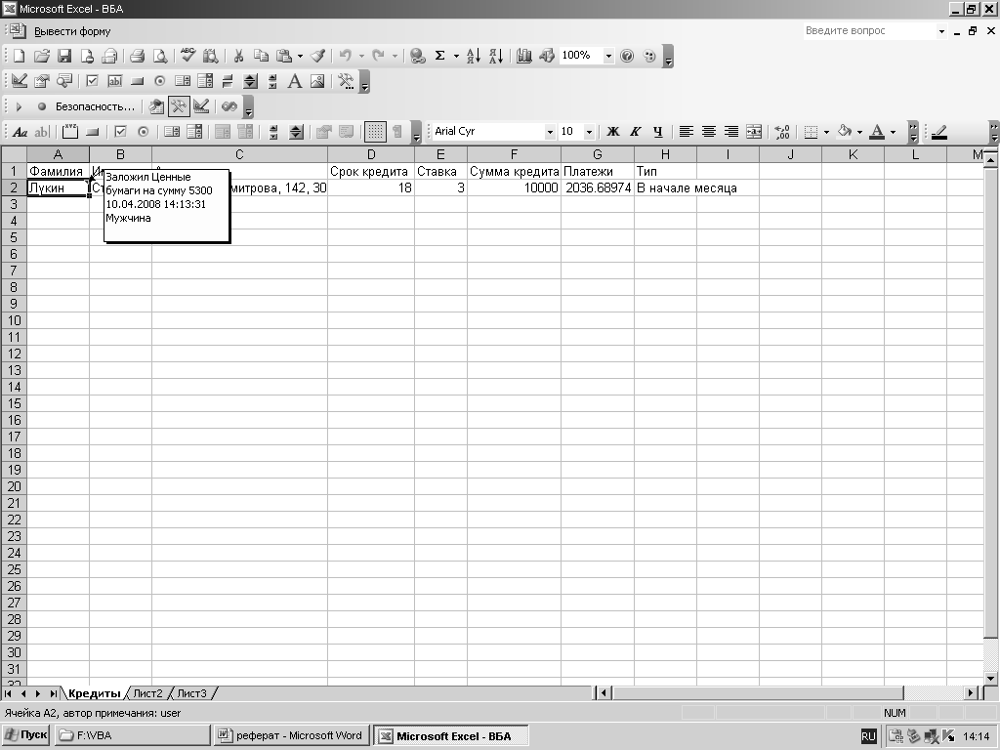 Microsoft Excel - ВБА
Вывести форму
Введите вопрос
100%
Безопасность...
Arial Cyr 10 Ж К Ч
A B C D E F G H I J K L M
1 Фамилия Срок кредита Ставка Сумма кредита Платежи Тип
2 Лукин митрова, 142, 30 18 3 10000 2036.68974 В начале месяца
Заложил Ценные
бумаги на сумму 5300
10.04.2008 14:13:31
Мужчина
3
4
5
6
7
8
9
10
11
12
13
14
15
16
17
18
19
20
21
22
23
24
25
26
27
28
29
30
31
Кредиты Лист2 Лист3
Ячейка A2, автор примечания: user
NUM
Пуск F:\VBA реферат - Microsoft Word Microsoft Excel - ВБА RU 14:14